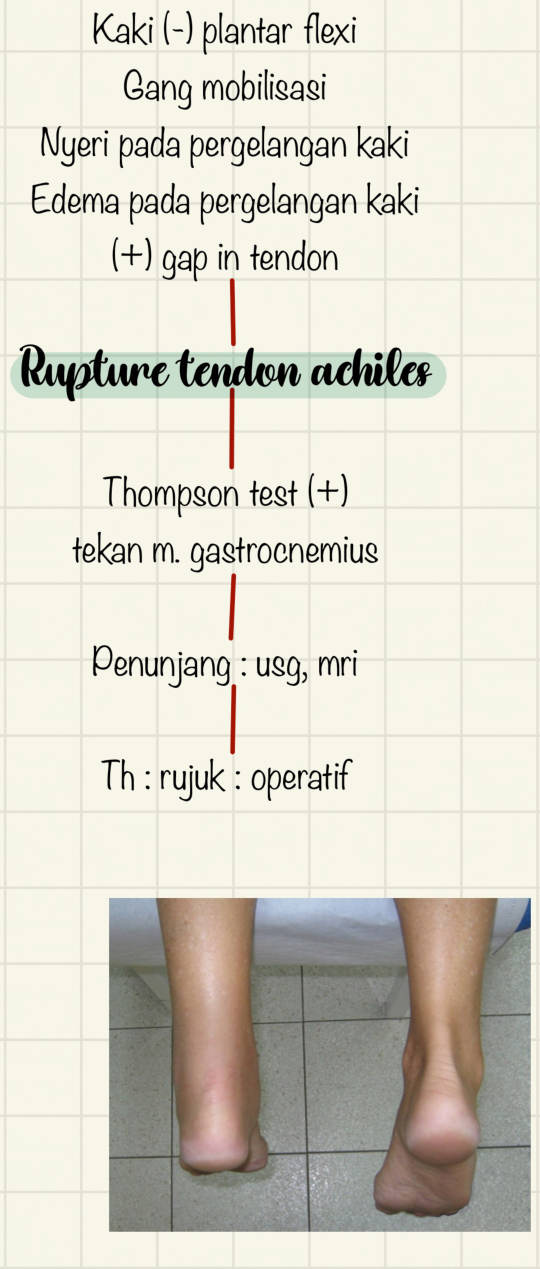 Kaki (-) plantar flexi
Gang mobilisasi
Nyeri pada pergelangan kaki
Edema pada pergelangan kaki
(+) gap in tendon
Rupture tendon achiles
Thompson test (+)
tekan m. gastrocnemius
Penunjang : usg, mri
Th : rujuk : operatif